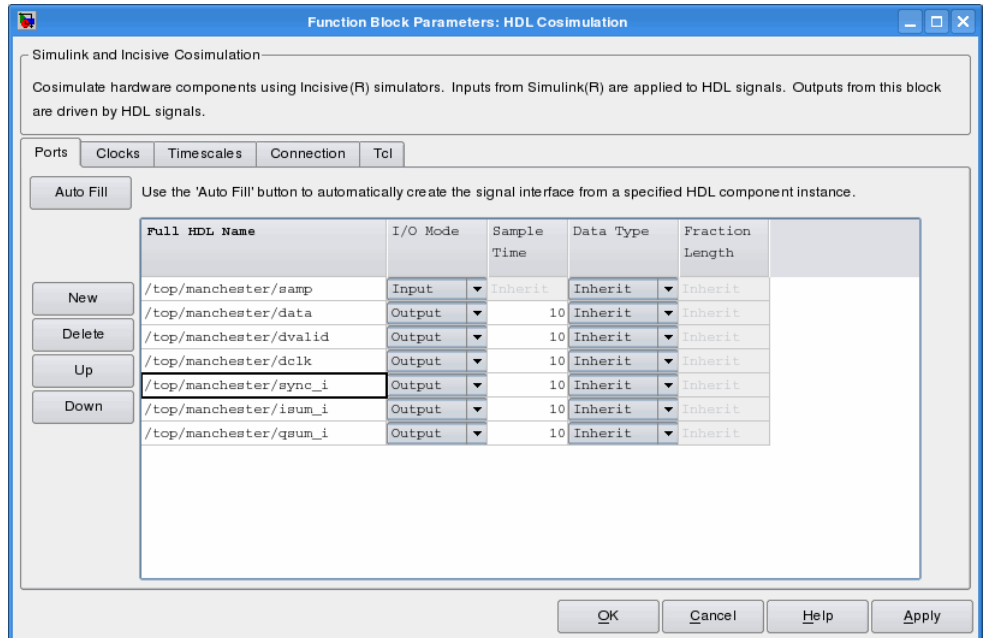 Function Block Parameters: HDL Cosimulation
Simulink and Incisive Cosimulation
Cosimulate hardware components using Incisive(R) simulators. Inputs from Simulink(R) are applied to HDL signals. Outputs from this block
are driven by HDL signals.
Ports Clocks Timescales Connection Tcl
Auto Fill Use the 'Auto Fill' button to automatically create the signal interface from a specified HDL component instance.
Full HDL Name I/O Mode Sample Time Data Type Fraction Length
New
Delete
Up
Down
/top/manchester/samp Input Inherit Inherit Inherit
/top/manchester/data Output 10 Inherit Inherit
/top/manchester/dvalid Output 10 Inherit Inherit
/top/manchester/dclk Output 10 Inherit Inherit
/top/manchester/sync_i Output 10 Inherit Inherit
/top/manchester/isum_i Output 10 Inherit Inherit
/top/manchester/qsum_i Output 10 Inherit Inherit
OK Cancel Help Apply